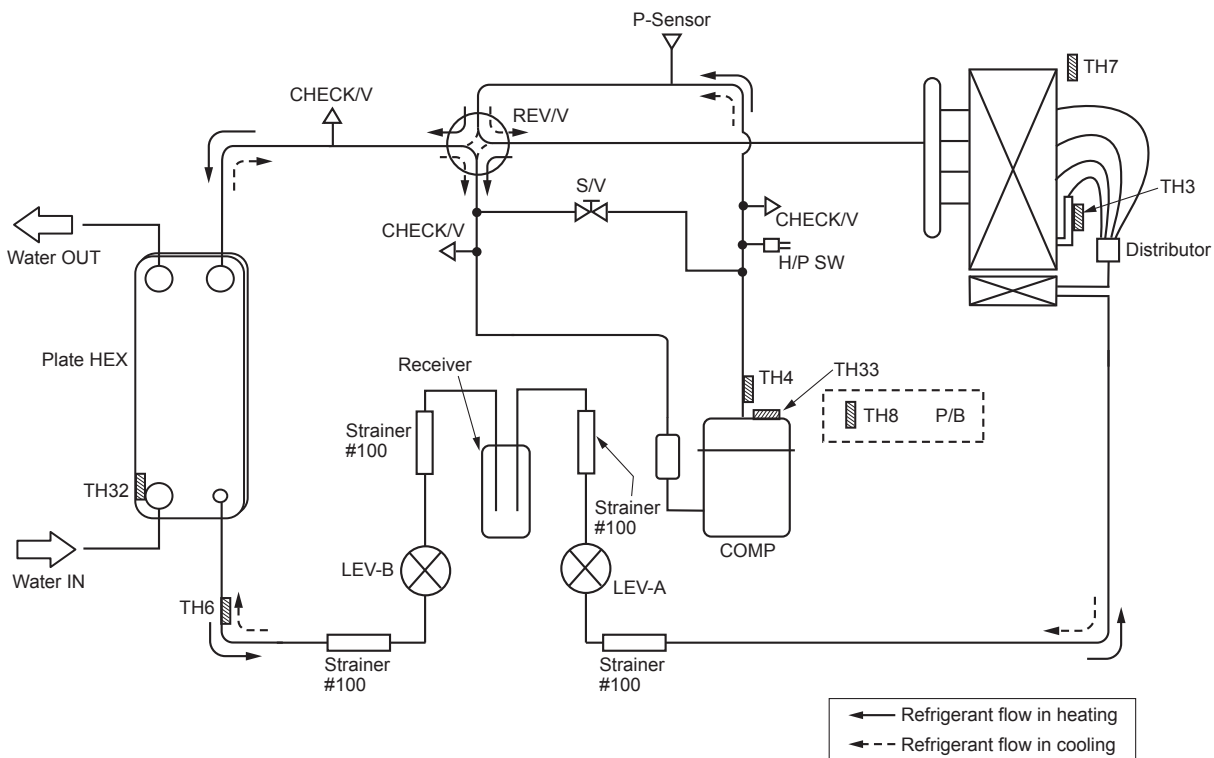 P-Sensor
TH7
CHECK/V
REV/V
S/V
TH3
CHECK/V
CHECK/V
H/P SW
Water OUT
Distributor
Plate HEX
Receiver
TH4
TH33
TH8 P/B
Strainer
#100
TH32
Strainer
#100
COMP
LEV-B
LEV-A
Water IN
TH6
Strainer
#100
Strainer
#100
Refrigerant flow in heating
Refrigerant flow in cooling